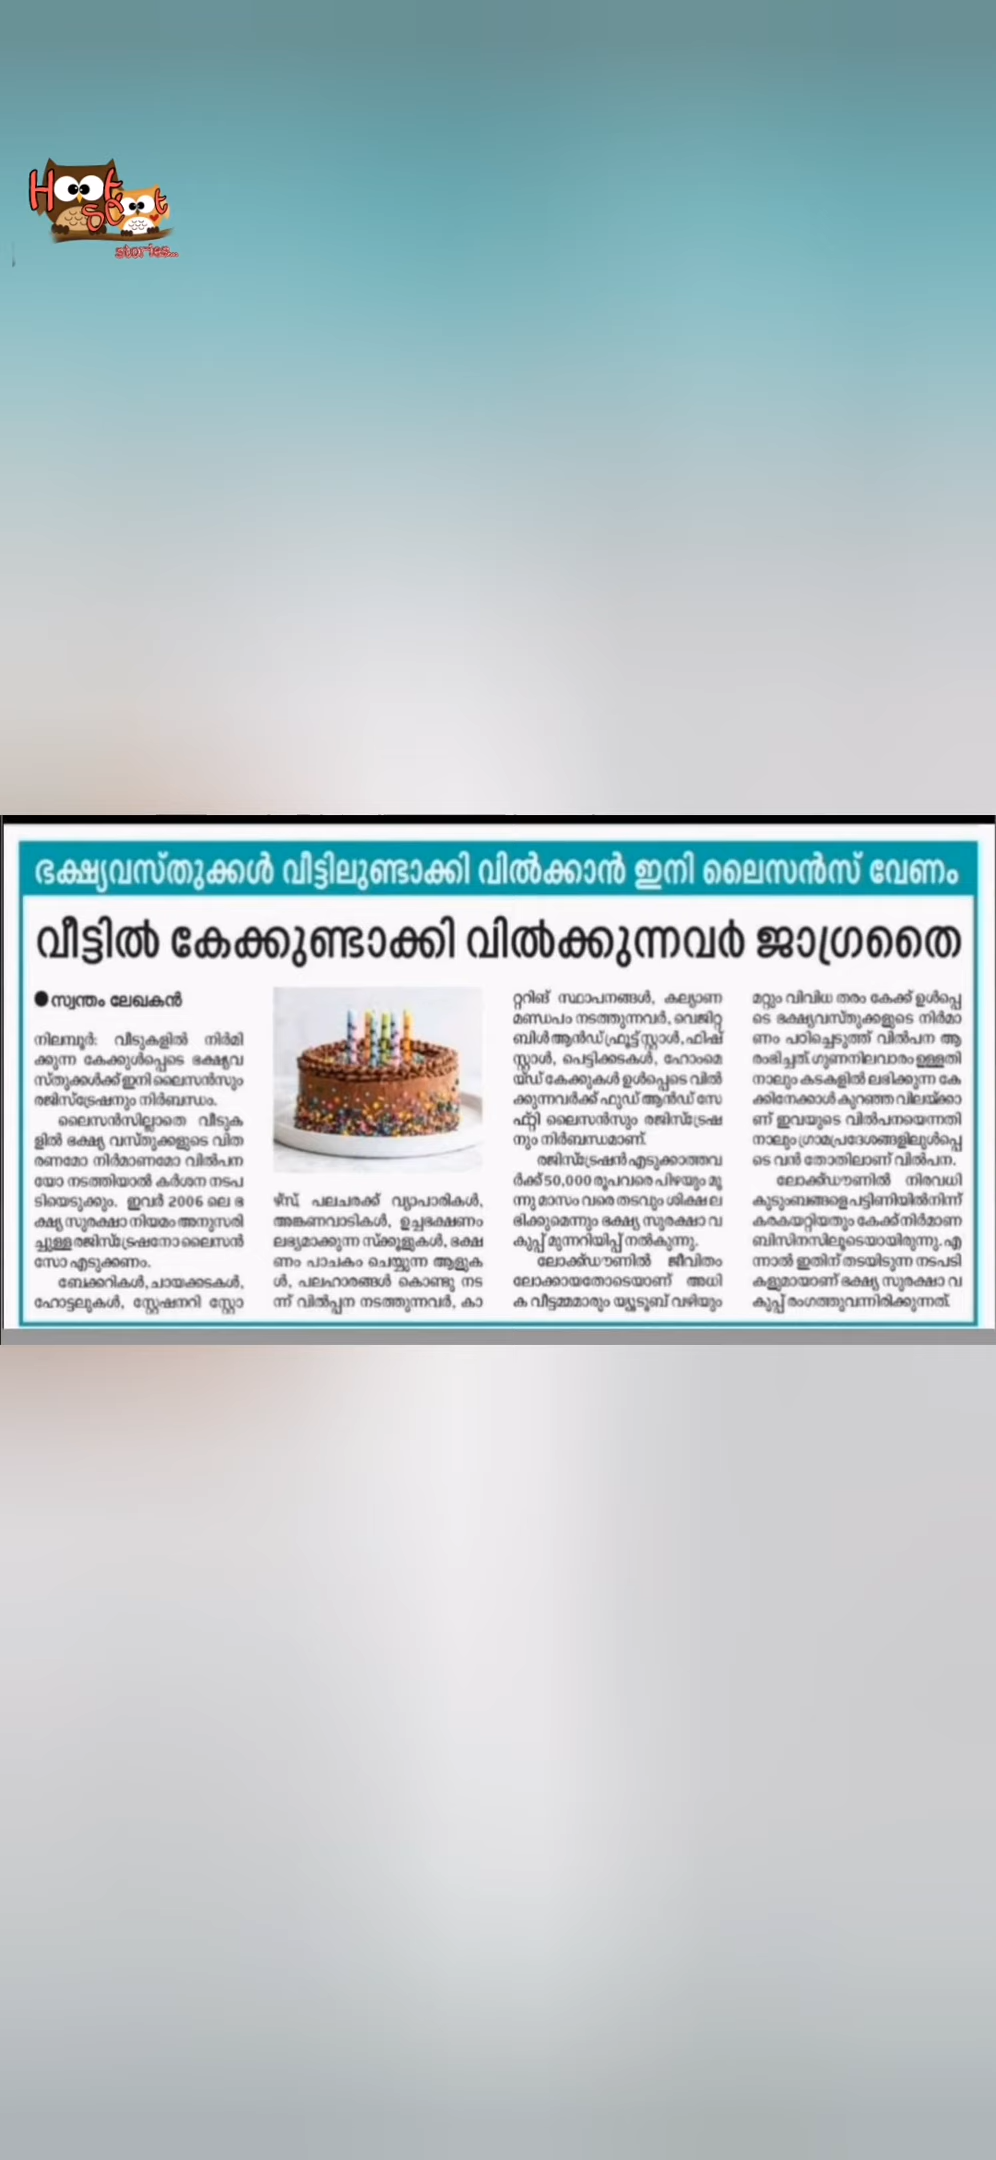 Hoot
stories...
ഭക്ഷ്യവസ്തുക്കൾ വീട്ടിലുണ്ടാക്കി വിൽക്കാൻ ഇനി ലൈസൻസ് വേണം
വീട്ടിൽ കേക്കുണ്ടാക്കി വിൽക്കുന്നവർ ജാഗ്രതൈ
●സ്വന്തം ലേഖകൻ
നിലമ്പൂർ: വീടുകളിൽ നിർമി
ക്കുന്ന കേക്കുൾപ്പെടെ ഭക്ഷ്യവ
സ്തുക്കൾക്ക് ഇനി ലൈസൻസും
രജിസ്ട്രേഷനും നിർബന്ധം.
ലൈസൻസില്ലാതെ വീടുക
ളിൽ ഭക്ഷ്യ വസ്തുക്കളുടെ വിത
രണമോ നിർമാണമോ വിൽപന
യോ നടത്തിയാൽ കർശന നടപ
ടിയെടുക്കും. ഇവർ 2006 ലെ ഭ
ക്ഷ്യ സുരക്ഷാ നിയമം അനുസരി
ച്ചുള്ള രജിസ്ട്രേഷനോ ലൈസൻ
സോ എടുക്കണം.
ബേക്കറികൾ, ചായക്കടകൾ,
ഹോട്ടലുകൾ, സ്റ്റേഷനറി സ്റ്റോ
ഴ്സ്, പലചരക്ക് വ്യാപാരികൾ,
അങ്കണവാടികൾ, ഉച്ചഭക്ഷണം
ലഭ്യമാക്കുന്ന സ്ക്കൂളുകൾ, ഭക്ഷ
ണം പാചകം ചെയ്യുന്ന ആളുക
ൾ, പലഹാരങ്ങൾ കൊണ്ടു നട
ന്ന് വിൽപ്പന നടത്തുന്നവർ, കാ
റ്ററിങ് സ്ഥാപനങ്ങൾ, കല്യാണ
മണ്ഡപം നടത്തുന്നവർ, വെജിറ്റ
ബിൾ ആൻഡ് ഫ്രൂട്ട് സ്റ്റാൾ, ഫിഷ്
സ്റ്റാൾ, പെട്ടിക്കടകൾ, ഹോംമെ
യ്ഡ് കേക്കുകൾ ഉൾപ്പെടെ വിൽ
ക്കുന്നവർക്ക് ഫുഡ് ആൻഡ് സേ
ഫ്റ്റി ലൈസൻസും രജിസ്ട്രേഷ
നും നിർബന്ധമാണ്.
രജിസ്ട്രേഷൻ എടുക്കാത്തവ
ർക്ക് 50,000 രൂപവരെ പിഴയും മൂ
ന്നു മാസം വരെ തടവും ശിക്ഷ ല
ഭിക്കുമെന്നും ഭക്ഷ്യ സുരക്ഷാ വ
കുപ്പ് മുന്നറിയിപ്പ് നൽകുന്നു.
ലോക്ക്ഡൗണിൽ ജീവിതം
ലോക്കായതോടെയാണ് അധി
ക വീട്ടമ്മമാരും യ്യൂടൂബ് വഴിയും
മറ്റും വിവിധ തരം കേക്ക് ഉൾപ്പെ
ടെ ഭക്ഷ്യവസ്തുക്കളുടെ നിർമാ
ണം പഠിച്ചെടുത്ത് വിൽപന ആ
രംഭിച്ചത്. ഗുണനിലവാരം ഉള്ളതി
നാലും കടകളിൽ ലഭിക്കുന്ന കേ
ക്കിനേക്കാൾ കുറഞ്ഞ വിലയ്ക്കാ
ണ് ഇവയുടെ വിൽപനയെന്നതി
നാലും ഗ്രാമപ്രദേശങ്ങളിലുൾപ്പെ
ടെ വൻ തോതിലാണ് വിൽപന.
ലോക്ക്ഡൗണിൽ നിരവധി
കുടുംബങ്ങളെ പട്ടിണിയിൽനിന്ന്
കരകയറ്റിയതും കേക്ക് നിർമാണ
ബിസിനസിലൂടെയായിരുന്നു. എ
ന്നാൽ ഇതിന് തടയിടുന്ന നടപടി
കളുമായാണ് ഭക്ഷ്യ സുരക്ഷാ വ
കുപ്പ് രംഗത്തുവന്നിരിക്കുന്നത്.